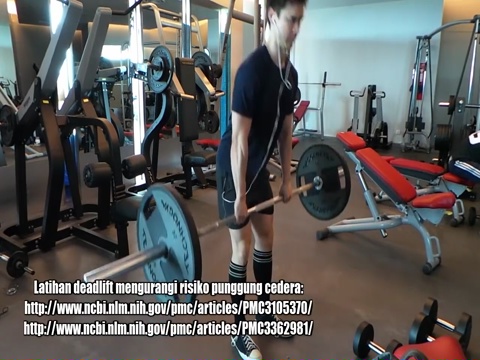 Latihan deadlift mengurangi risiko punggung cedera:
http://www.ncbi.nlm.nih.gov/pmc/articles/PMC3105370/
http://www.ncbi.nlm.nih.gov/pmc/articles/PMC3362981/
TECHNOGYM